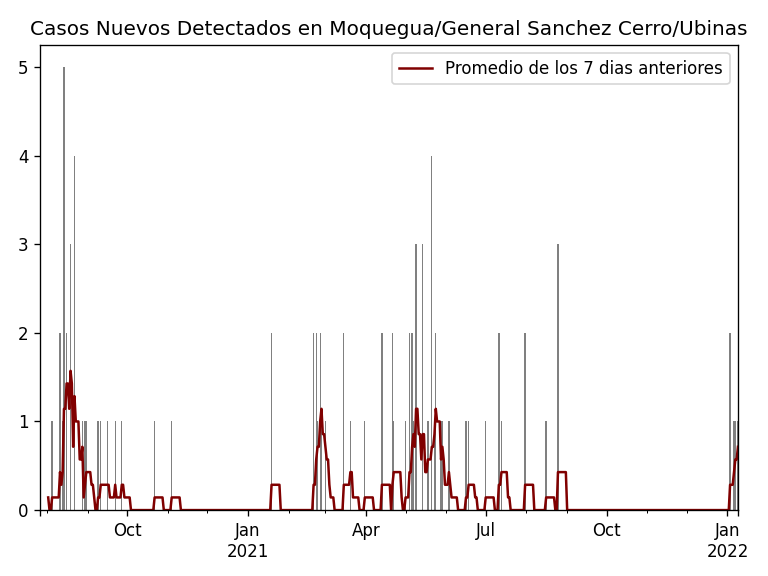 Casos Nuevos Detectados en Moquegua/General Sanchez Cerro/Ubinas
Promedio de los 7 dias anteriores
5
4
3
2
1
0
Oct Jan Apr Jul Oct Jan
2021 2022